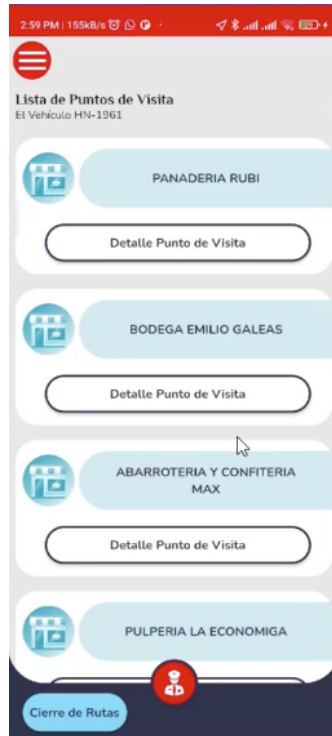 2:59 PM | 155kB/s
Lista de Puntos de Visita
El Vehículo HN-1961
PANADERIA RUBI
Detalle Punto de Visita
BODEGA EMILIO GALEAS
Detalle Punto de Visita
ABARROTERIA Y CONFITERIA
MAX
Detalle Punto de Visita
PULPERIA LA ECONOMIGA
Cierre de Rutas